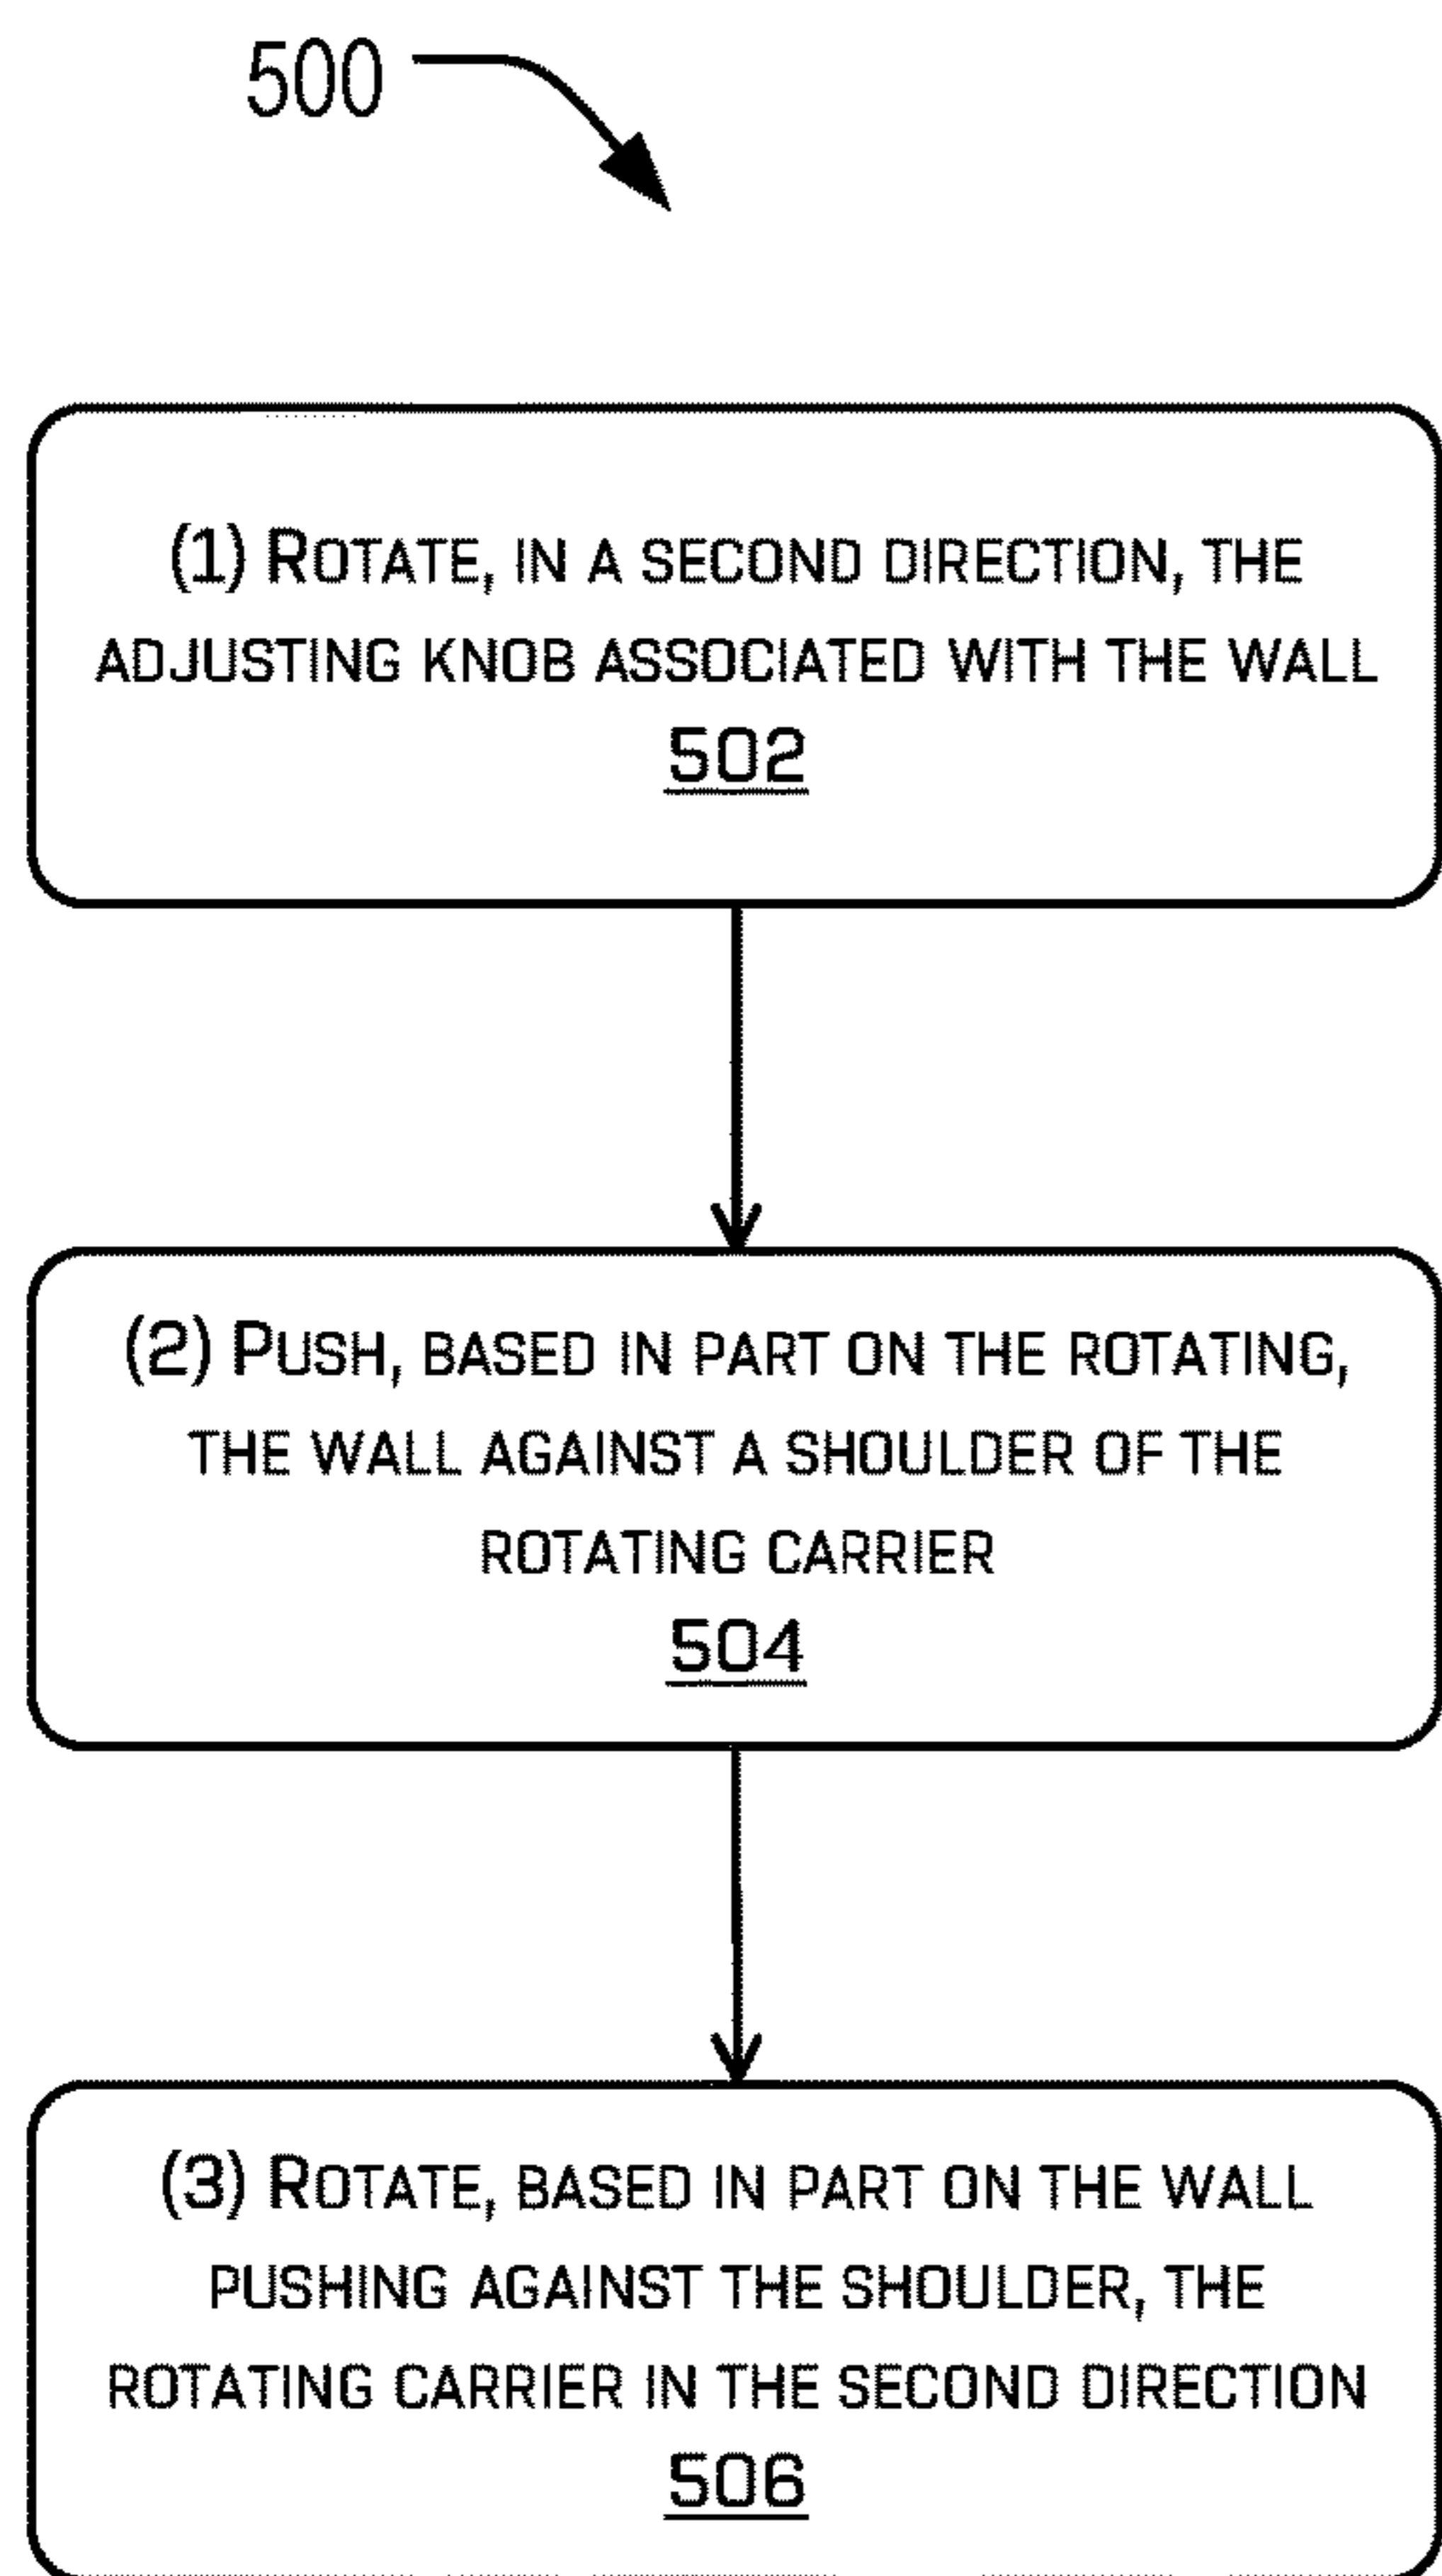 500
(1) Rotate, in a second direction, the
adjusting knob associated with the wall
502
(2) Push, based in part on the rotating,
the wall against a shoulder of the
rotating carrier
504
(3) Rotate, based in part on the wall
pushing against the shoulder, the
rotating carrier in the second direction
506